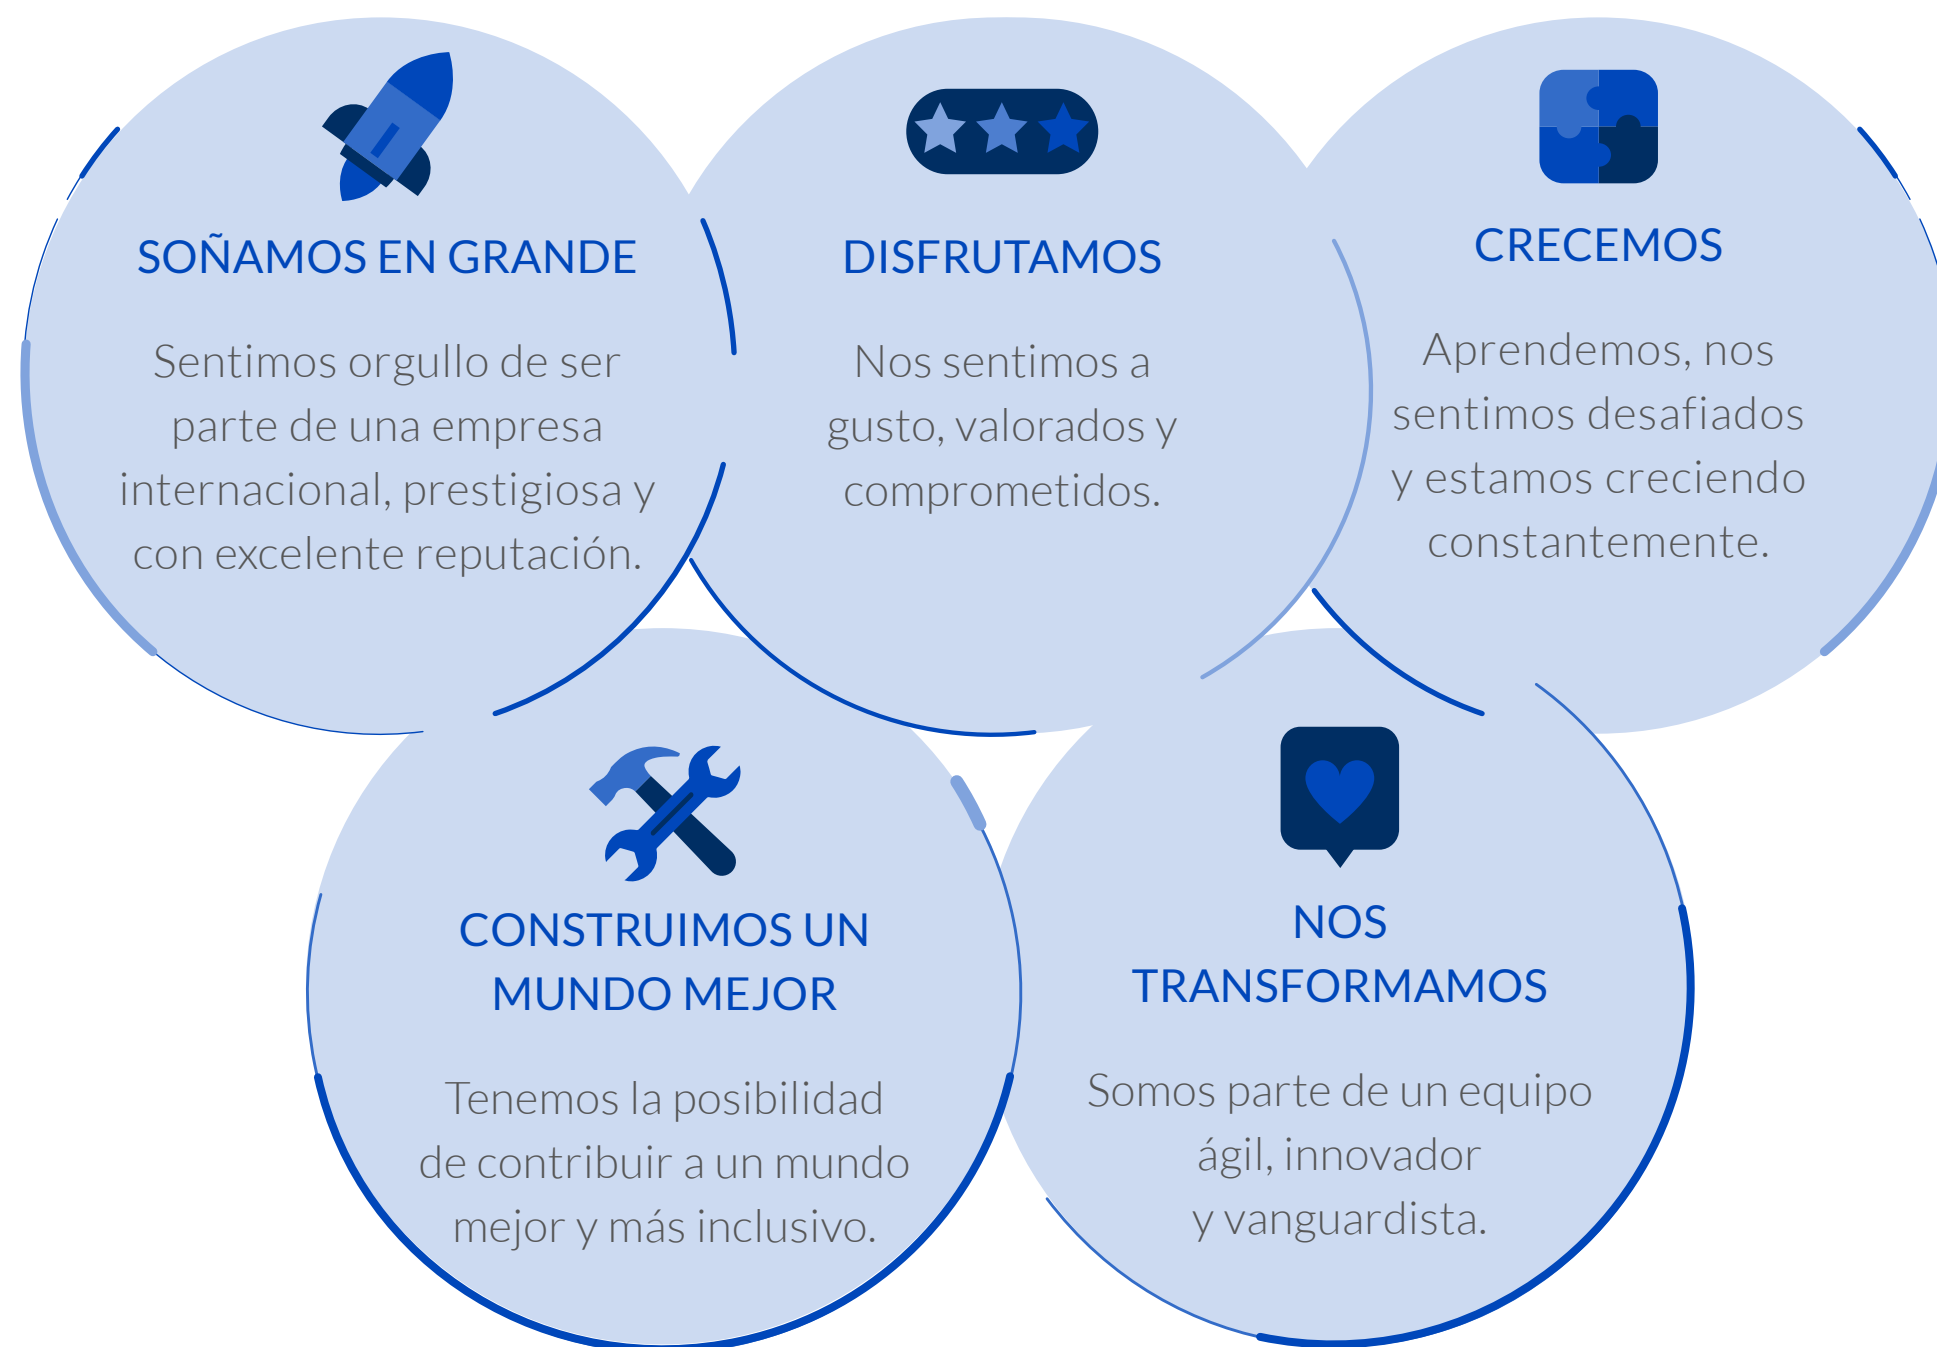 SOÑAMOS EN GRANDE
Sentimos orgullo de ser
parte de una empresa
internacional, prestigiosa y
con excelente reputación.
DISFRUTAMOS
Nos sentimos a
gusto, valorados y
comprometidos.
CRECEMOS
Aprendemos, nos
sentimos desafiados
y estamos creciendo
constantemente.
CONSTRUIMOS UN
MUNDO MEJOR
Tenemos la posibilidad
de contribuir a un mundo
mejor y más inclusivo.
NOS
TRANSFORMAMOS
Somos parte de un equipo
ágil, innovador
y vanguardista.